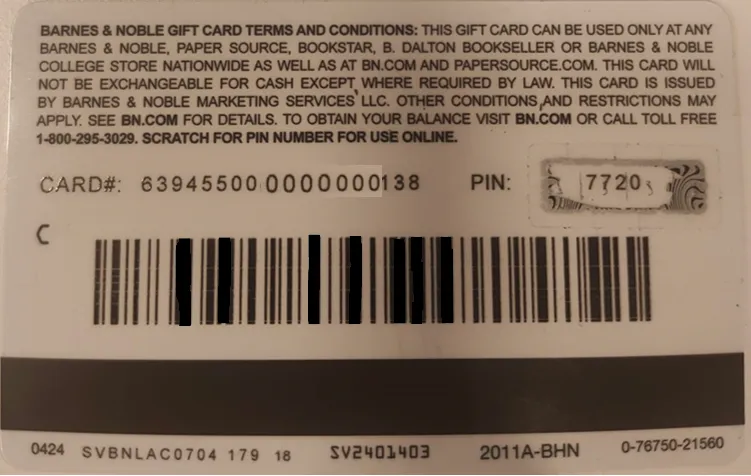 BARNES & NOBLE GIFT CARD TERMS AND CONDITIONS: THIS GIFT CARD CAN BE USED ONLY AT ANY
BARNES & NOBLE, PAPER SOURCE, BOOKSTAR, B. DALTON BOOKSELLER OR BARNES & NOBLE
COLLEGE STORE NATIONWIDE AS WELL AS AT BN.COM AND PAPERSOURCE.COM. THIS CARD WILL
NOT BE EXCHANGEABLE FOR CASH EXCEPT WHERE REQUIRED BY LAW. THIS CARD IS ISSUED
BY BARNES & NOBLE MARKETING SERVICES LLC. OTHER CONDITIONS AND RESTRICTIONS MAY
APPLY. SEE BN.COM FOR DETAILS. TO OBTAIN YOUR BALANCE VISIT BN.COM OR CALL TOLL FREE
1-800-295-3029. SCRATCH FOR PIN NUMBER FOR USE ONLINE.
CARD#: 63945500 0000000138 PIN: 7720
C
0424 SVBNLAC0704 179 18 SV2401403 2011A-BHN 0-76750-21560